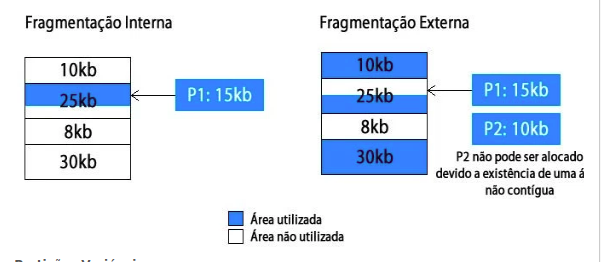 Fragmentação Interna
Fragmentação Externa
10kb
25kb
8kb
30kb
P1: 15kb
10kb
25kb
8kb
30kb
P1: 15kb
P2: 10kb
P2 não pode ser alocado
devido a existência de uma á
não contígua
Área utilizada
Área não utilizada